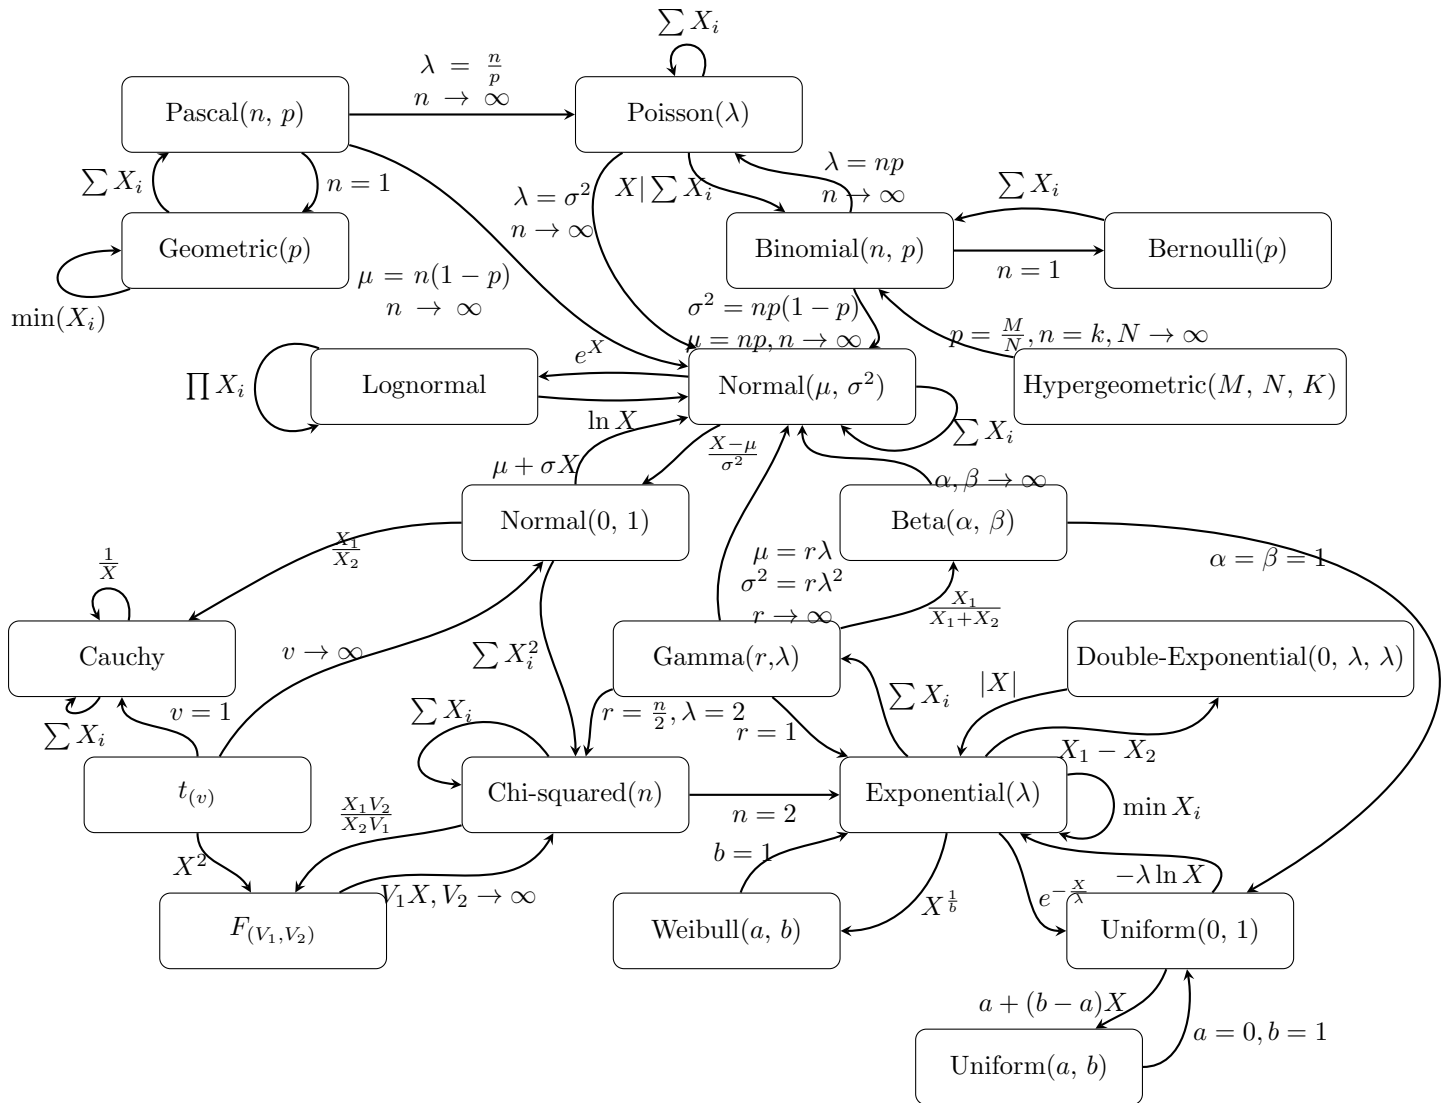 ∑ X_i
λ = n/p
n → ∞
Pascal(n, p)
Poisson(λ)
∑ X_i
n = 1
λ = σ²
n → ∞
X|∑ X_i
λ = np
n → ∞
∑ X_i
Geometric(p)
Binomial(n, p)
n = 1
Bernoulli(p)
min(X_i)
μ = n(1 − p)
n → ∞
σ² = np(1 − p)
μ = np, n → ∞
p = M/N, n = k, N → ∞
∏ X_i
Lognormal
e^X
ln X
Normal(μ, σ²)
Hypergeometric(M, N, K)
∑ X_i
μ + σX
(X−μ)/σ²
α, β → ∞
Normal(0, 1)
Beta(α, β)
X_1/X_2
α = β = 1
1/X
μ = rλ
σ² = rλ²
r → ∞
X_1/(X_1+X_2)
Cauchy
v → ∞
∑ X_i²
Gamma(r,λ)
Double-Exponential(0, λ, λ)
∑ X_i
v = 1
∑ X_i
r = n/2, λ = 2
r = 1
∑ X_i
|X|
X_1 − X_2
t_(v)
Chi-squared(n)
n = 2
Exponential(λ)
min X_i
X²
X_1V_2/X_2V_1
b = 1
−λ ln X
V_1X, V_2 → ∞
X^(1/b)
e^(−X/λ)
F_(V_1,V_2)
Weibull(a, b)
Uniform(0, 1)
a + (b − a)X
a = 0, b = 1
Uniform(a, b)